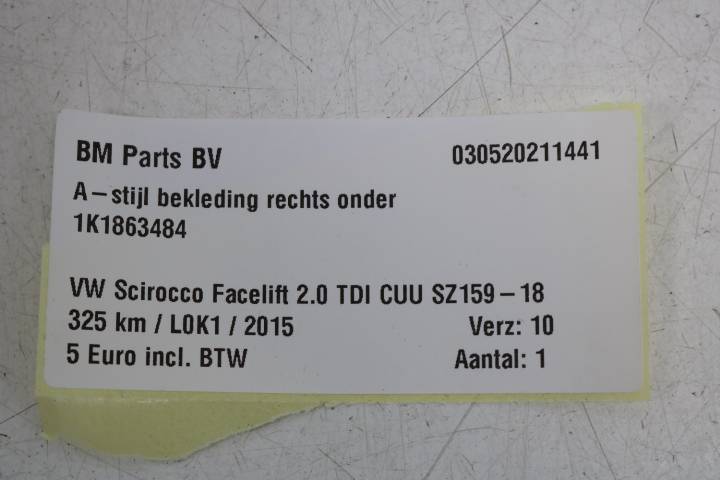 BM Parts BV 030520211441
A-stijl bekleding rechts onder
1K1863484
VW Scirocco Facelift 2.0 TDI CUU SZ159-18
325 km / L0K1 / 2015 Verz: 10
5 Euro incl. BTW Aantal: 1